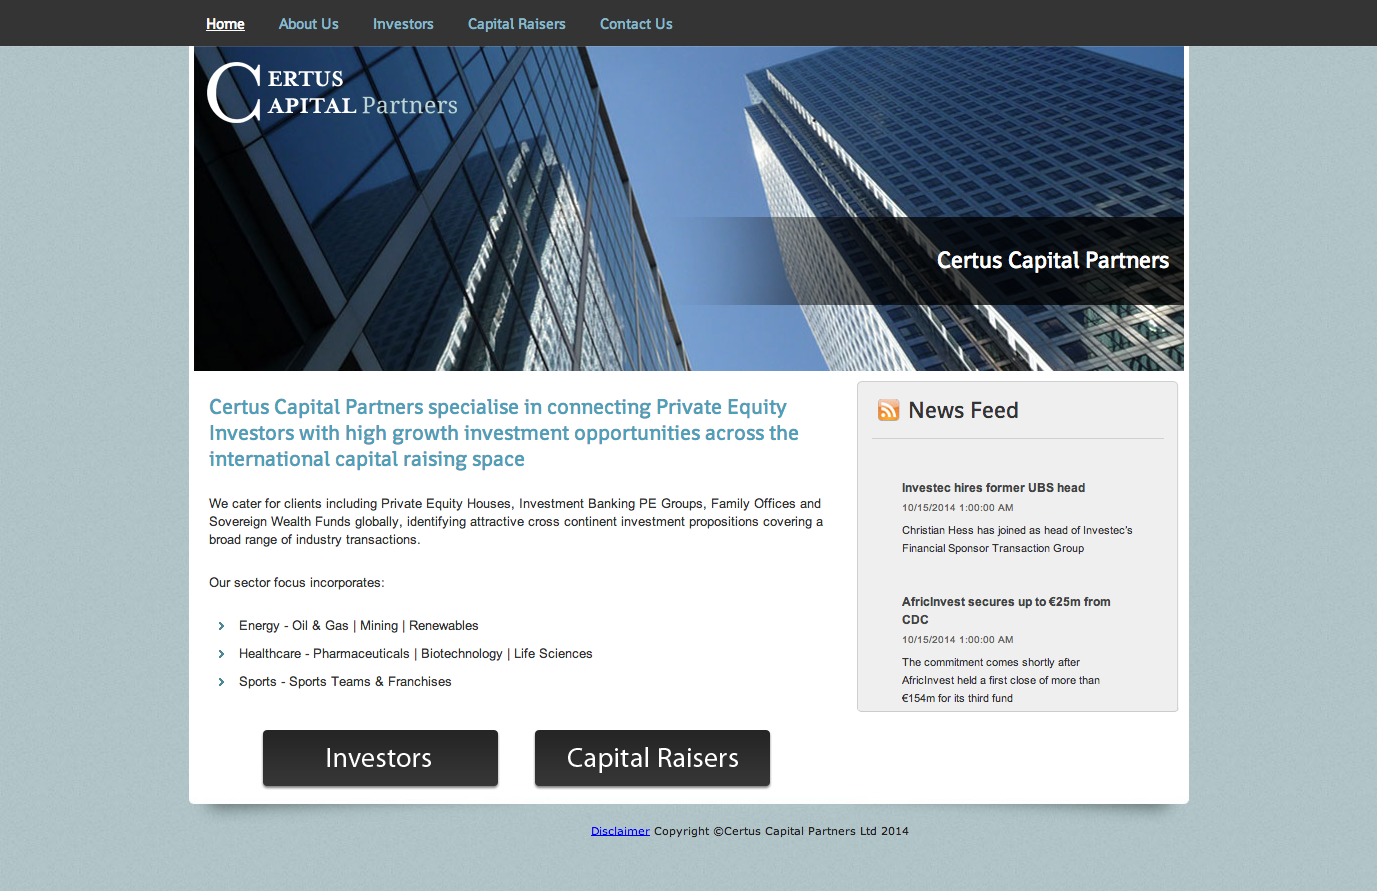 Home About Us Investors Capital Raisers Contact Us
CERTUS
CAPITAL Partners
Certus Capital Partners
Certus Capital Partners specialise in connecting Private Equity
Investors with high growth investment opportunities across the
international capital raising space
We cater for clients including Private Equity Houses, Investment Banking PE Groups, Family Offices and
Sovereign Wealth Funds globally, identifying attractive cross continent investment propositions covering a
broad range of industry transactions.
Our sector focus incorporates:
Energy - Oil & Gas | Mining | Renewables
Healthcare - Pharmaceuticals | Biotechnology | Life Sciences
Sports - Sports Teams & Franchises
Investors
Capital Raisers
News Feed
Investec hires former UBS head
10/15/2014 1:00:00 AM
Christian Hess has joined as head of Investec's
Financial Sponsor Transaction Group
AfricInvest secures up to €25m from
CDC
10/15/2014 1:00:00 AM
The commitment comes shortly after
AfricInvest held a first close of more than
€154m for its third fund
Disclaimer Copyright ©Certus Capital Partners Ltd 2014